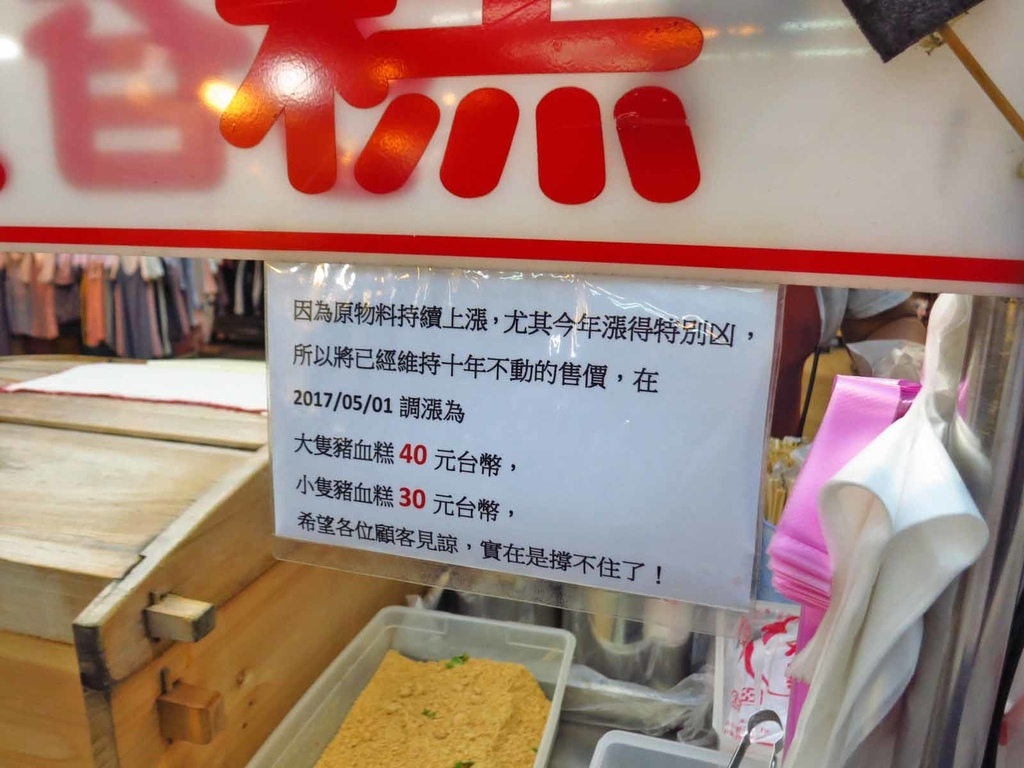 香糕
因為原物料持續上漲，尤其今年漲得特別凶，
所以將已經維持十年不動的售價，在
2017/05/01 調漲為
大隻豬血糕 40 元台幣，
小隻豬血糕 30 元台幣，
希望各位顧客見諒，實在是撐不住了！